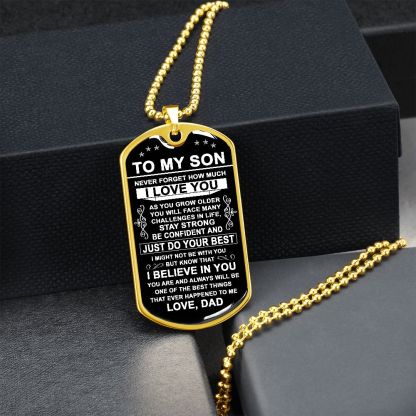 TO MY SON
NEVER FORGET HOW MUCH
I LOVE YOU
AS YOU GROW OLDER
YOU WILL FACE MANY
CHALLENGES IN LIFE,
STAY STRONG
BE CONFIDENT AND
JUST DO YOUR BEST
I MIGHT NOT BE WITH YOU
BUT KNOW THAT
I BELIEVE IN YOU
YOU ARE AND ALWAYS WILL BE
ONE OF THE BEST THINGS
THAT EVER HAPPENED TO ME
LOVE, DAD